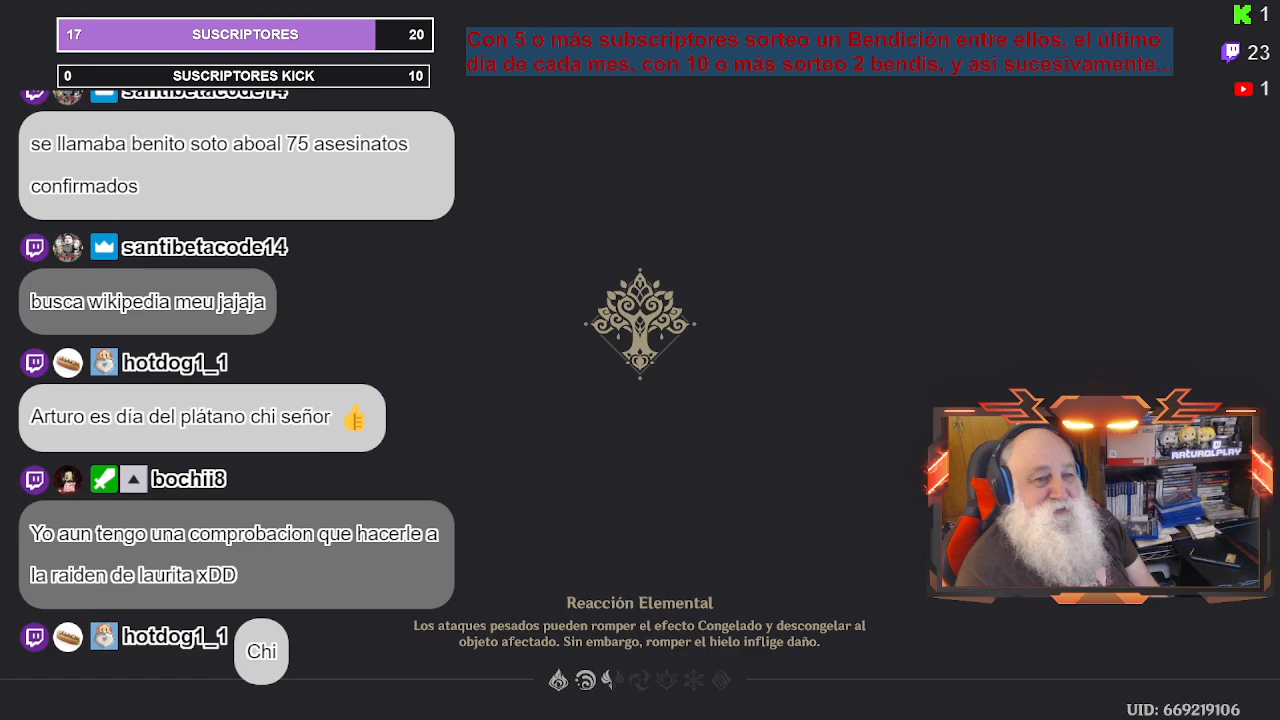 17 SUSCRIPTORES 20
0 SUSCRIPTORES KICK 10
Con 5 o más subscriptores sorteo un Bendición entre ellos, el último
dia de cada mes, con 10 o más sorteo 2 bendis, y asi sucesivamente...
1
23
1
santibetacode14
se llamaba benito soto aboal 75 asesinatos
confirmados
santibetacode14
busca wikipedia meu jajaja
hotdog1_1
Arturo es día del plátano chi señor
bochii8
Yo aun tengo una comprobacion que hacerle a
la raiden de laurita xDD
hotdog1_1
Chi
ARTUROLPLAY
Reacción Elemental
Los ataques pesados pueden romper el efecto Congelado y descongelar al
objeto afectado. Sin embargo, romper el hielo inflige daño.
UID: 669219106